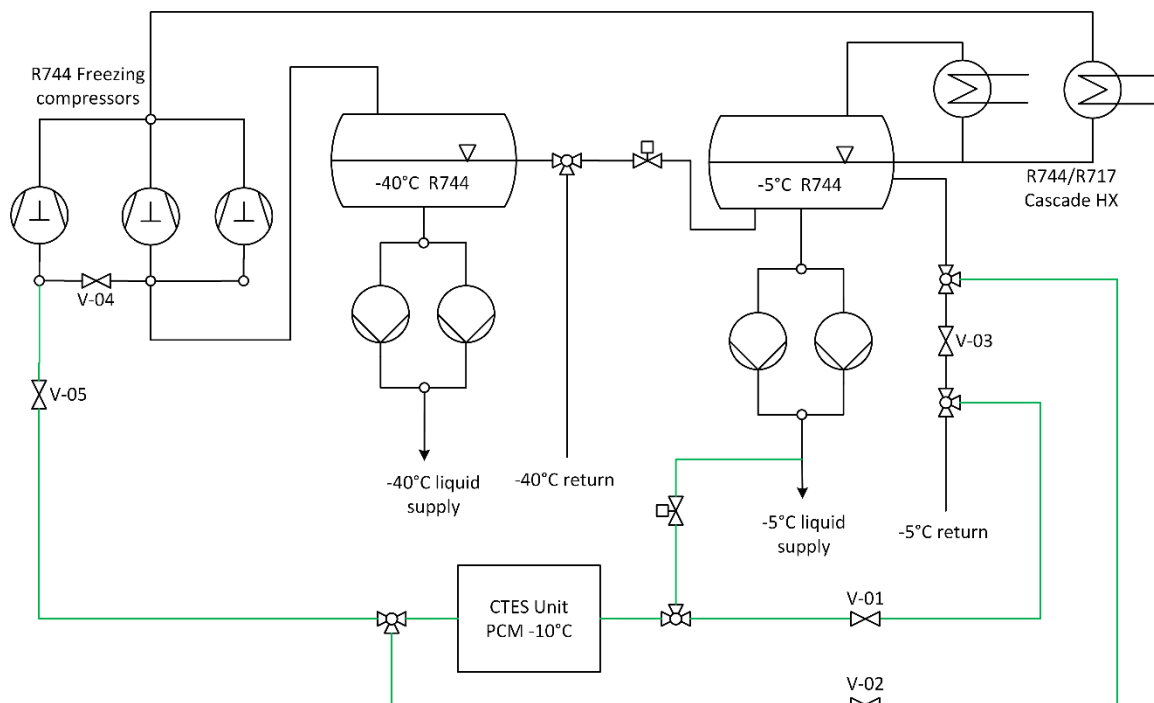 R744 Freezing
compressors
-40°C R744
-5°C R744
R744/R717
Cascade HX
V-04
V-03
V-05
-40°C liquid
supply
-40°C return
-5°C liquid
supply
-5°C return
CTES Unit
PCM -10°C
V-01
V-02